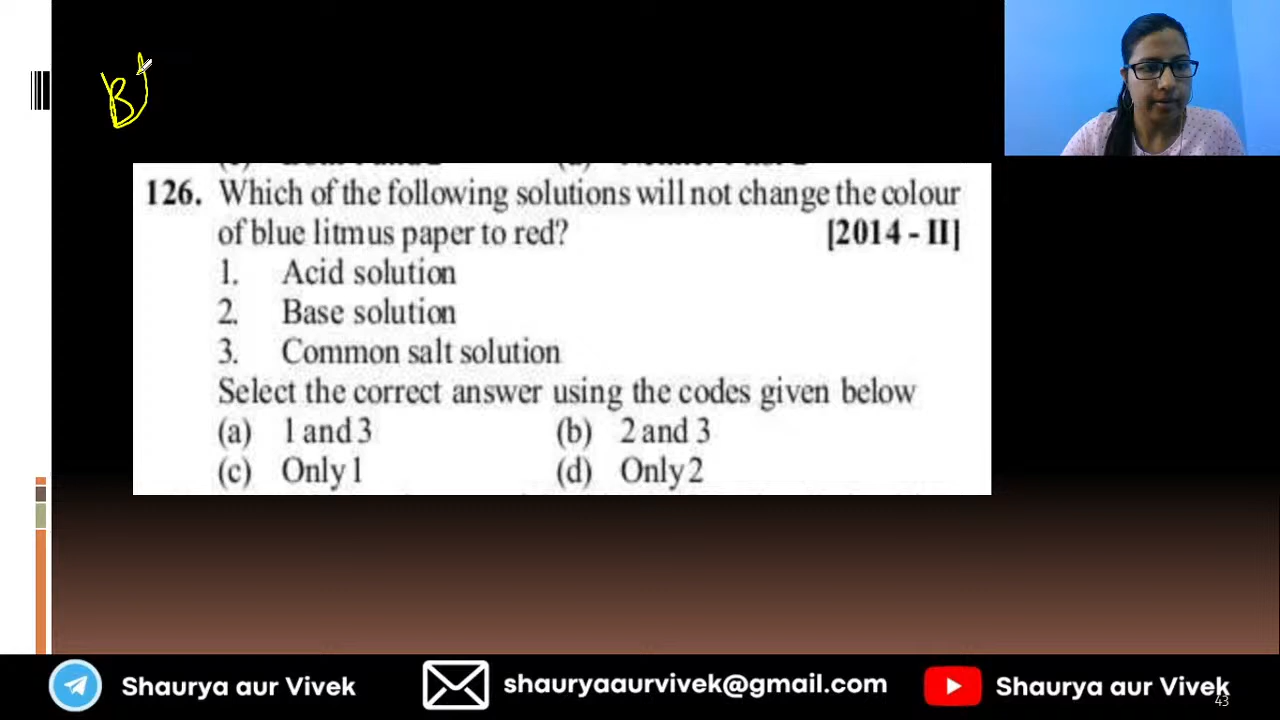 B
126. Which of the following solutions will not change the colour
of blue litmus paper to red? [2014 - II]
1. Acid solution
2. Base solution
3. Common salt solution
Select the correct answer using the codes given below
(a) 1 and 3 (b) 2 and 3
(c) Only 1 (d) Only 2
Shaurya aur Vivek shauryaaurvivek@gmail.com Shaurya aur Vivek
43